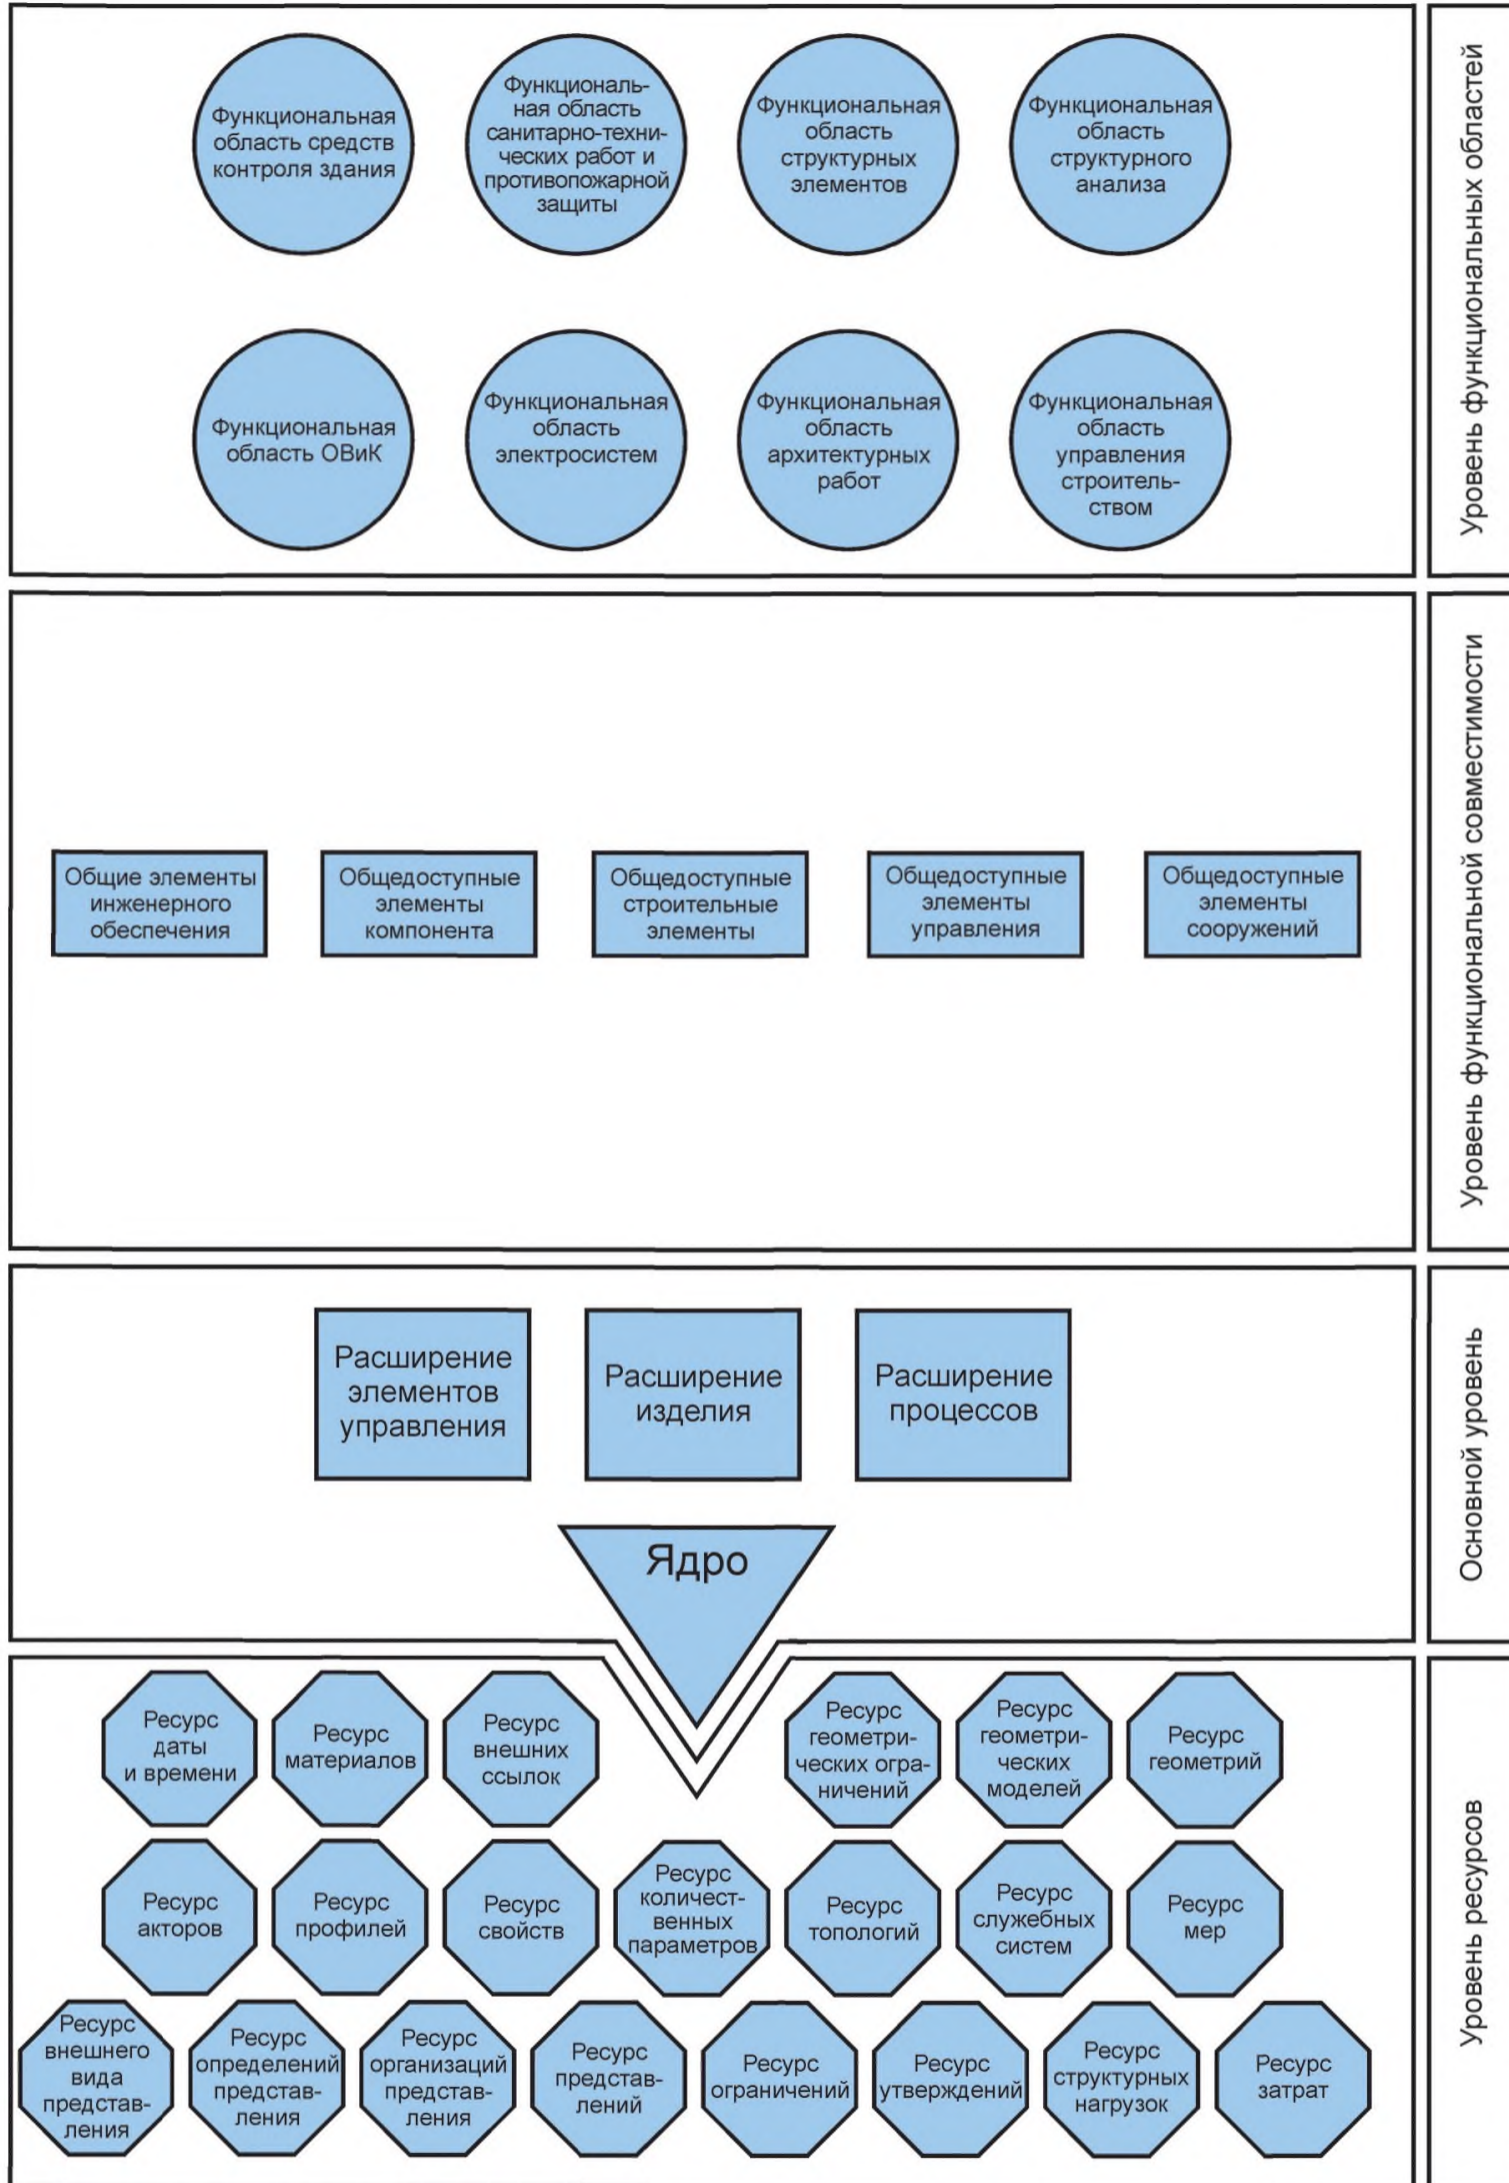 Функциональная
область средств
контроля здания
Функциональ-
ная область
санитарно-техни-
ческих работ и
противопожарной
защиты
Функциональная
область
структурных
элементов
Функциональная
область
структурного
анализа
Функциональная
область ОВиК
Функциональная
область
электросистем
Функциональная
область
архитектурных
работ
Функциональная
область
управления
строитель-
ством
Уровень функциональных областей
Общие элементы
инженерного
обеспечения
Общедоступные
элементы
компонента
Общедоступные
строительные
элементы
Общедоступные
элементы
управления
Общедоступные
элементы
сооружений
Уровень функциональной совместимости
Расширение
элементов
управления
Расширение
изделия
Расширение
процессов
Ядро
Основной уровень
Ресурс
даты
и времени
Ресурс
материалов
Ресурс
внешних
ссылок
Ресурс
геометри-
ческих огра-
ничений
Ресурс
геометри-
ческих
моделей
Ресурс
геометрий
Ресурс
акторов
Ресурс
профилей
Ресурс
свойств
Ресурс
количест-
венных
параметров
Ресурс
топологий
Ресурс
служебных
систем
Ресурс
мер
Ресурс
внешнего
вида
представ-
ления
Ресурс
определений
представ-
ления
Ресурс
организаций
представ-
ления
Ресурс
представ-
лений
Ресурс
ограничений
Ресурс
утверждений
Ресурс
структурных
нагрузок
Ресурс
затрат
Уровень ресурсов